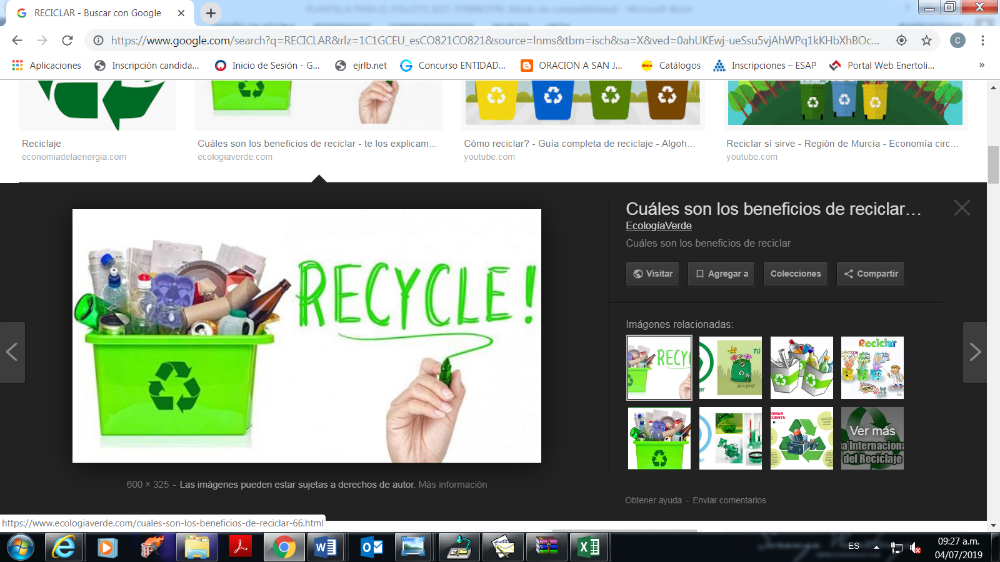 RECICLAR - Buscar con Google
https://www.google.com/search?q=RECICLAR&rlz=1C1GCEU_esCO821CO821&source=lnms&tbm=isch&sa=X&ved=0ahUKEwj-ueSsu5vjAhWPq1kKHbXhBOc...
C
Aplicaciones
Inscripción candida...
Inicio de Sesión - G...
ejrlb.net
Concurso ENTIDAD...
ORACION A SAN J...
Catálogos
Inscripciones – ESAP
Portal Web Enertoli...
»
Reciclaje
economiadelaenergia.com
Cuáles son los beneficios de reciclar - te los explicam...
ecologiaverde.com
Cómo reciclar? - Guía completa de reciclaje - Algoh...
youtube.com
Reciclar sí sirve - Región de Murcia - Economía circ...
youtube.com
RECYCLE!
600 × 325 - Las imágenes pueden estar sujetas a derechos de autor. Más información
Cuáles son los beneficios de reciclar...
EcologíaVerde
Cuáles son los beneficios de reciclar
Visitar
Agregar a
Colecciones
Compartir
Imágenes relacionadas:
RECY
TÚ
Reciclar
TOMAR
CUENTA
Ver más
a Internaciona
del Reciclaje
Obtener ayuda - Enviar comentarios
https://www.ecologiaverde.com/cuales-son-los-beneficios-de-reciclar-66.html
ES
09:27 a.m.
04/07/2019